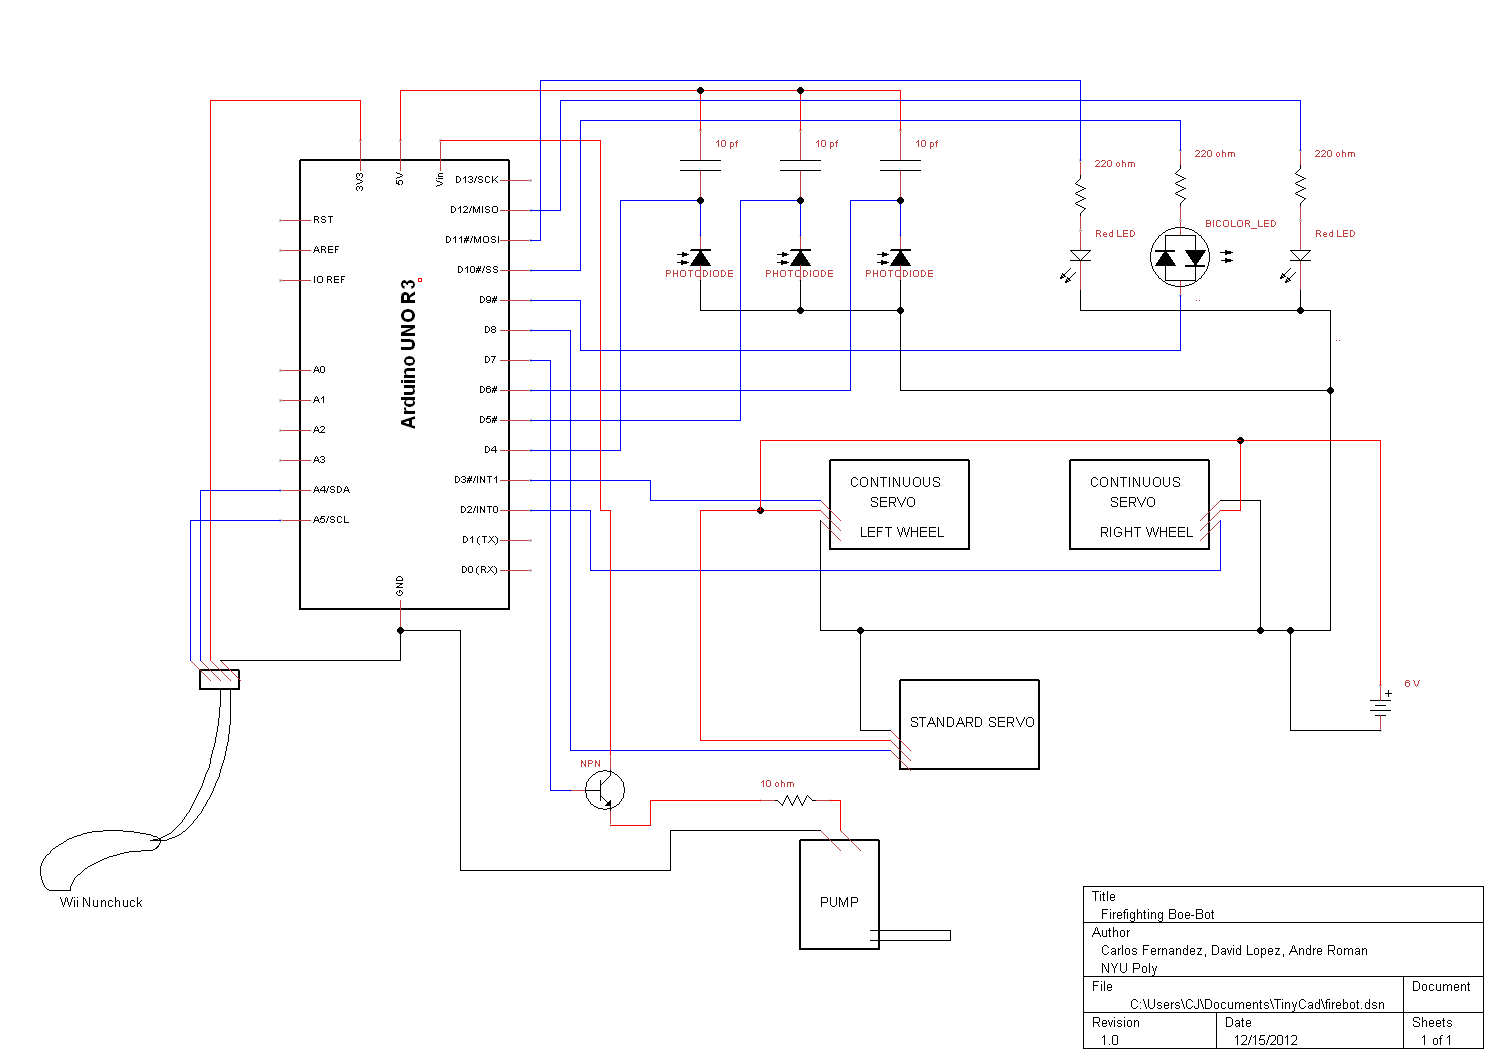 10 pf
10 pf
10 pf
220 ohm
220 ohm
220 ohm
3V3
5V
Vin
D13/SCK
D12/MISO
D11#/MOSI
D10#/SS
D9#
D8
D7
D6#
D5#
D4
D3#/INT1
D2/INT0
D1 (TX)
D0 (RX)
RST
AREF
IO REF
A0
A1
A2
A3
A4/SDA
A5/SCL
GND
Arduino UNO R3
PHOTODIODE
PHOTODIODE
PHOTODIODE
Red LED
BICOLOR_LED
Red LED
..
..
CONTINUOUS
SERVO
LEFT WHEEL
CONTINUOUS
SERVO
RIGHT WHEEL
STANDARD SERVO
+
6 V
NPN
10 ohm
PUMP
Wii Nunchuck
Title
Firefighting Boe-Bot
Author
Carlos Fernandez, David Lopez, Andre Roman
NYU Poly
File
C:\Users\CJ\Documents\TinyCad\firebot.dsn
Document
Revision
1.0
Date
12/15/2012
Sheets
1 of 1